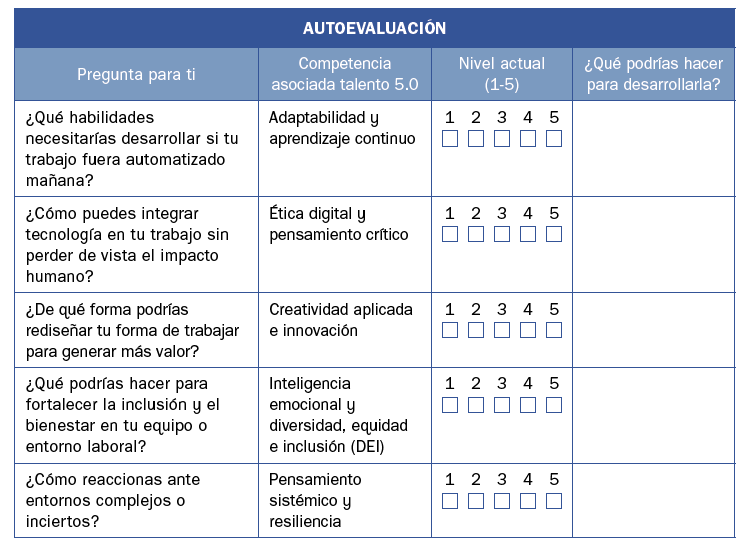 AUTOEVALUACIÓN
Pregunta para ti
Competencia
asociada talento 5.0
Nivel actual
(1-5)
¿Qué podrías hacer
para desarrollarla?
¿Qué habilidades
necesitarías desarrollar si tu
trabajo fuera automatizado
mañana?
Adaptabilidad y
aprendizaje continuo
1 2 3 4 5
¿Cómo puedes integrar
tecnología en tu trabajo sin
perder de vista el impacto
humano?
Ética digital y
pensamiento crítico
1 2 3 4 5
¿De qué forma podrías
rediseñar tu forma de trabajar
para generar más valor?
Creatividad aplicada
e innovación
1 2 3 4 5
¿Qué podrías hacer para
fortalecer la inclusión y el
bienestar en tu equipo o
entorno laboral?
Inteligencia
emocional y
diversidad, equidad
e inclusión (DEI)
1 2 3 4 5
¿Cómo reaccionas ante
entornos complejos o
inciertos?
Pensamiento
sistémico y
resiliencia
1 2 3 4 5